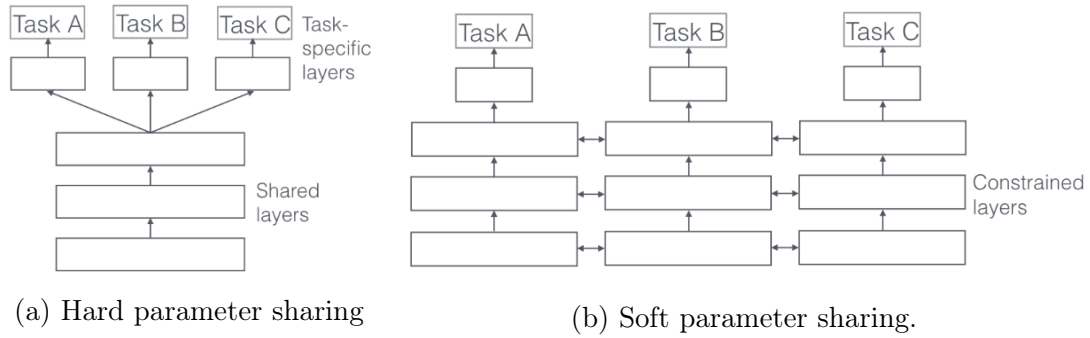 Task A
Task B
Task C
Task-
specific
layers
Shared
layers
(a) Hard parameter sharing
Task A
Task B
Task C
Constrained
layers
(b) Soft parameter sharing.